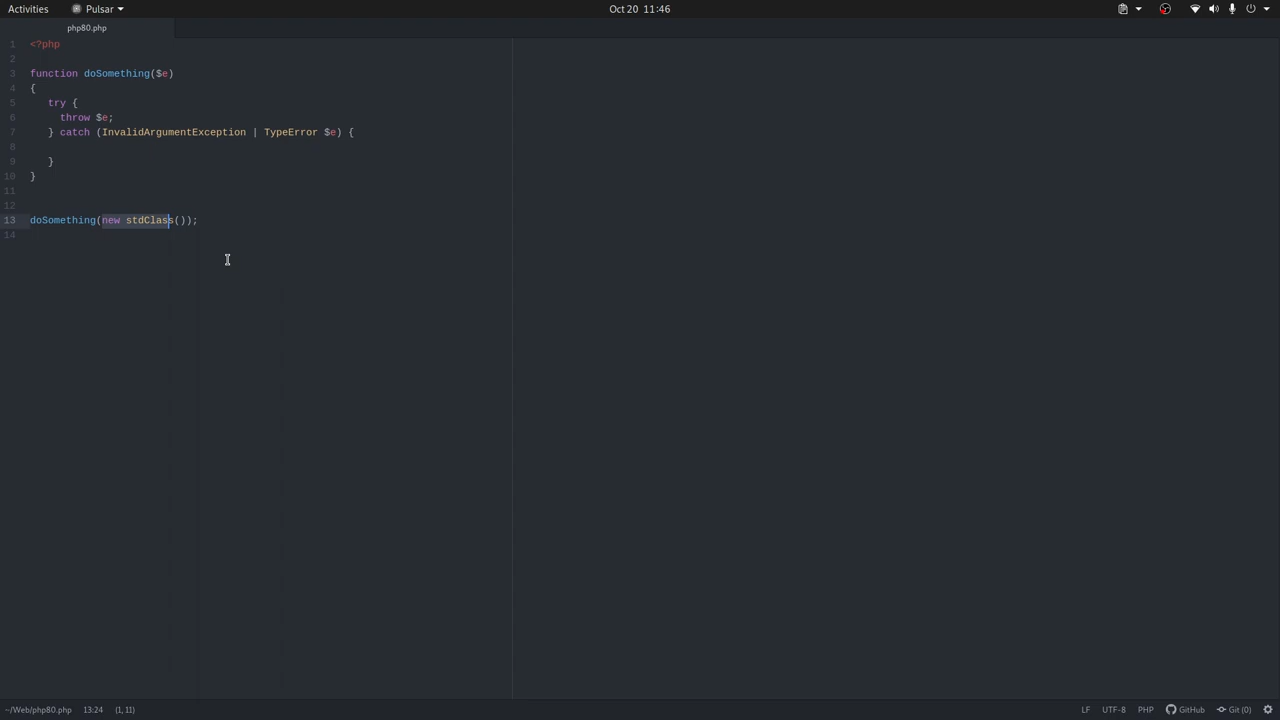 Activities Pulsar Oct 20 11:46
php80.php
1 <?php
2
3 function doSomething($e)
4 {
5 try {
6 throw $e;
7 } catch (InvalidArgumentException | TypeError $e) {
8
9 }
10 }
11
12
13 doSomething(new stdClass());
14
~/Web/php80.php 13:24 (1, 11) LF UTF-8 PHP GitHub Git (0)